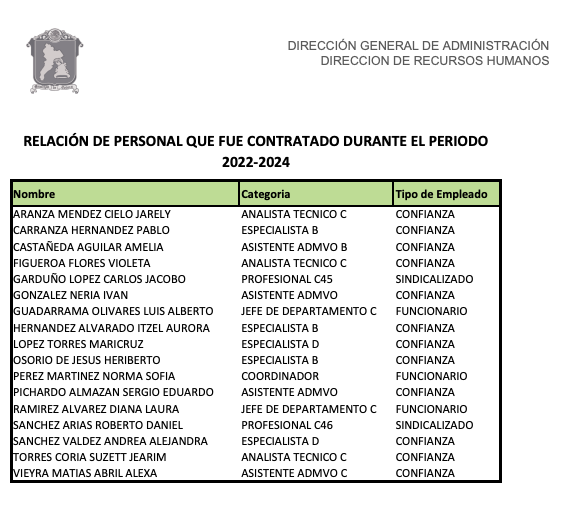 DIRECCIÓN GENERAL DE ADMINISTRACIÓN
DIRECCION DE RECURSOS HUMANOS
RELACIÓN DE PERSONAL QUE FUE CONTRATADO DURANTE EL PERIODO
2022-2024
Nombre Categoria Tipo de Empleado
ARANZA MENDEZ CIELO JARELY ANALISTA TECNICO C CONFIANZA
CARRANZA HERNANDEZ PABLO ESPECIALISTA B CONFIANZA
CASTAÑEDA AGUILAR AMELIA ASISTENTE ADMVO B CONFIANZA
FIGUEROA FLORES VIOLETA ANALISTA TECNICO C CONFIANZA
GARDUÑO LOPEZ CARLOS JACOBO PROFESIONAL C45 SINDICALIZADO
GONZALEZ NERIA IVAN ASISTENTE ADMVO CONFIANZA
GUADARRAMA OLIVARES LUIS ALBERTO JEFE DE DEPARTAMENTO C FUNCIONARIO
HERNANDEZ ALVARADO ITZEL AURORA ESPECIALISTA B CONFIANZA
LOPEZ TORRES MARICRUZ ESPECIALISTA D CONFIANZA
OSORIO DE JESUS HERIBERTO ESPECIALISTA B CONFIANZA
PEREZ MARTINEZ NORMA SOFIA COORDINADOR FUNCIONARIO
PICHARDO ALMAZAN SERGIO EDUARDO ASISTENTE ADMVO CONFIANZA
RAMIREZ ALVAREZ DIANA LAURA JEFE DE DEPARTAMENTO C FUNCIONARIO
SANCHEZ ARIAS ROBERTO DANIEL PROFESIONAL C46 SINDICALIZADO
SANCHEZ VALDEZ ANDREA ALEJANDRA ESPECIALISTA D CONFIANZA
TORRES CORIA SUZETT JEARIM ANALISTA TECNICO C CONFIANZA
VIEYRA MATIAS ABRIL ALEXA ASISTENTE ADMVO C CONFIANZA